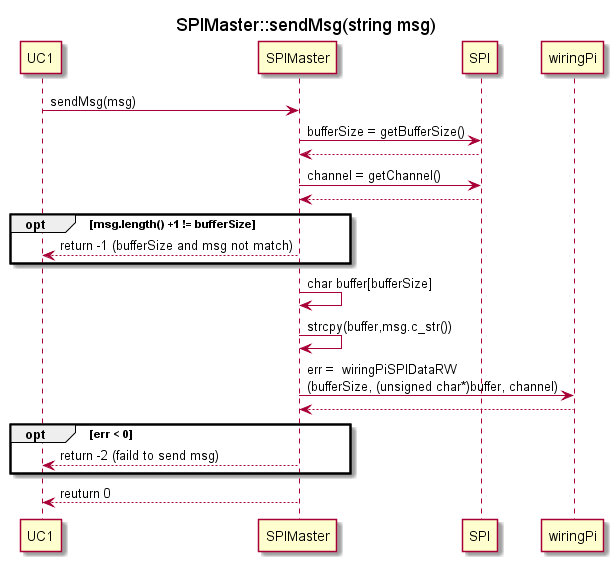 SPIMaster::sendMsg(string msg)
UC1 SPIMaster SPI wiringPi
sendMsg(msg)
bufferSize = getBufferSize()
channel = getChannel()
opt [msg.length() +1 != bufferSize]
return -1 (bufferSize and msg not match)
char buffer[bufferSize]
strcpy(buffer,msg.c_str())
err = wiringPiSPIDataRW
(bufferSize, (unsigned char*)buffer, channel)
opt [err < 0]
return -2 (faild to send msg)
reuturn 0
UC1 SPIMaster SPI wiringPi